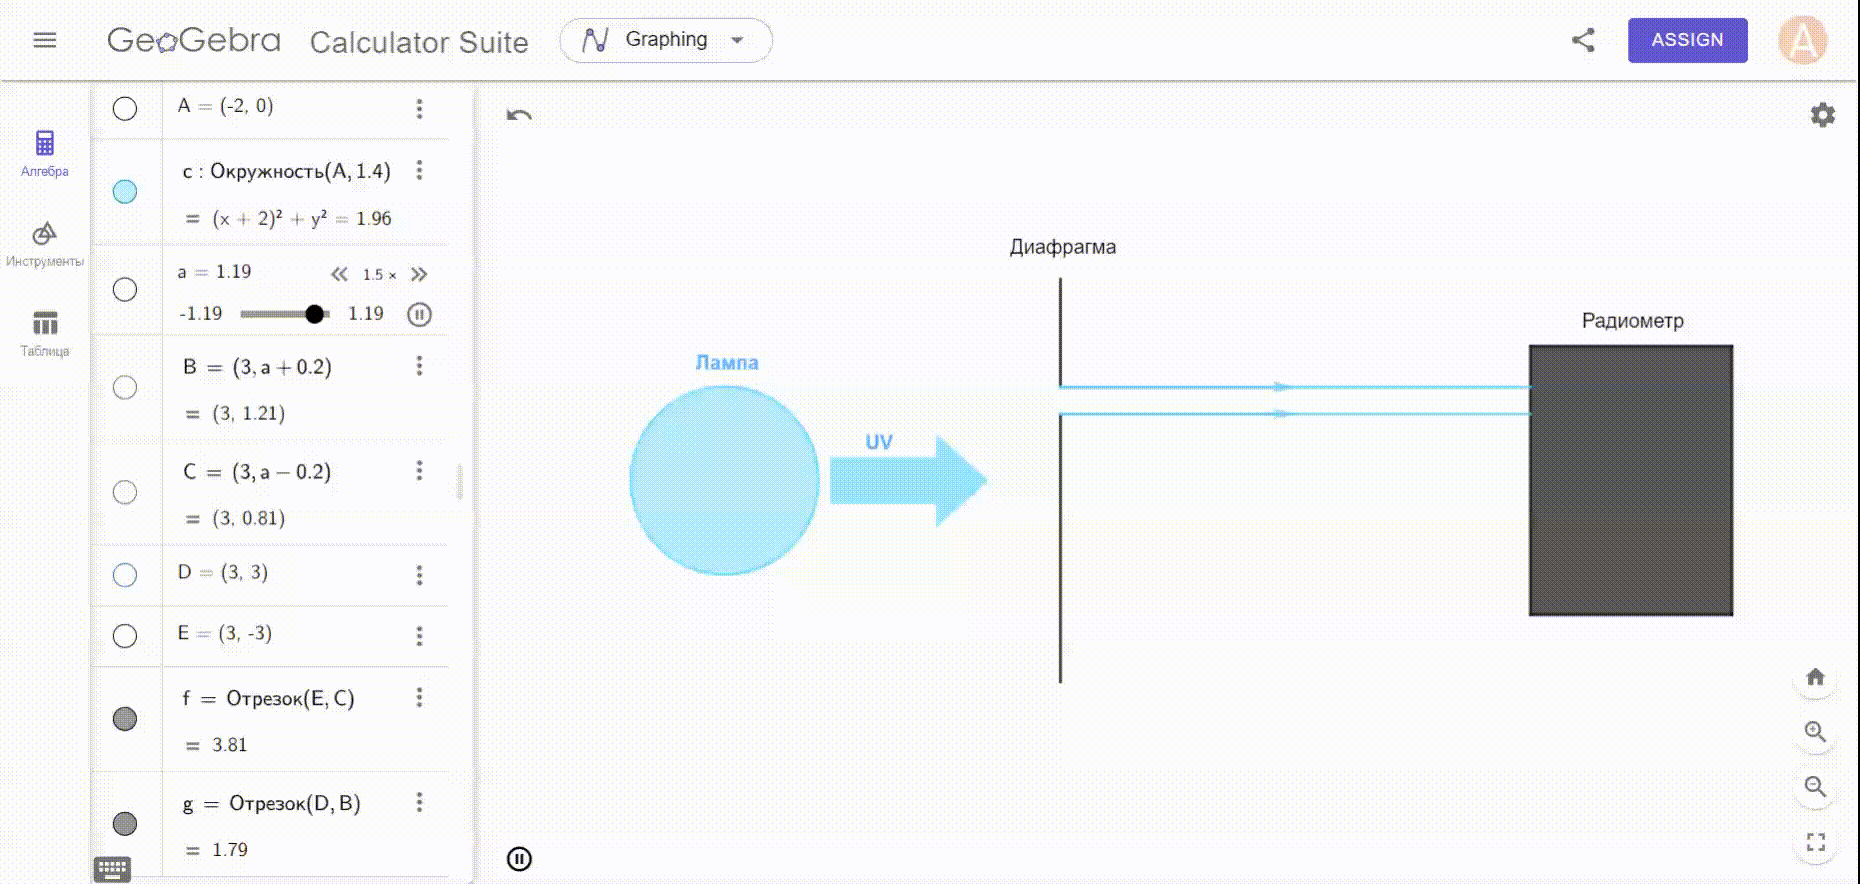 GeoGebra Calculator Suite Graphing ASSIGN A
Алгебра
Инструменты
Таблица
A = (-2, 0)
c : Окружность(A, 1.4)
= (x + 2)² + y² = 1.96
a = 1.19 1.5 ×
-1.19 1.19
B = (3, a + 0.2)
= (3, 1.21)
C = (3, a − 0.2)
= (3, 0.81)
D = (3, 3)
E = (3, -3)
f = Отрезок(E, C)
= 3.81
g = Отрезок(D, B)
= 1.79
Диафрагма
Радиометр
Лампа
UV